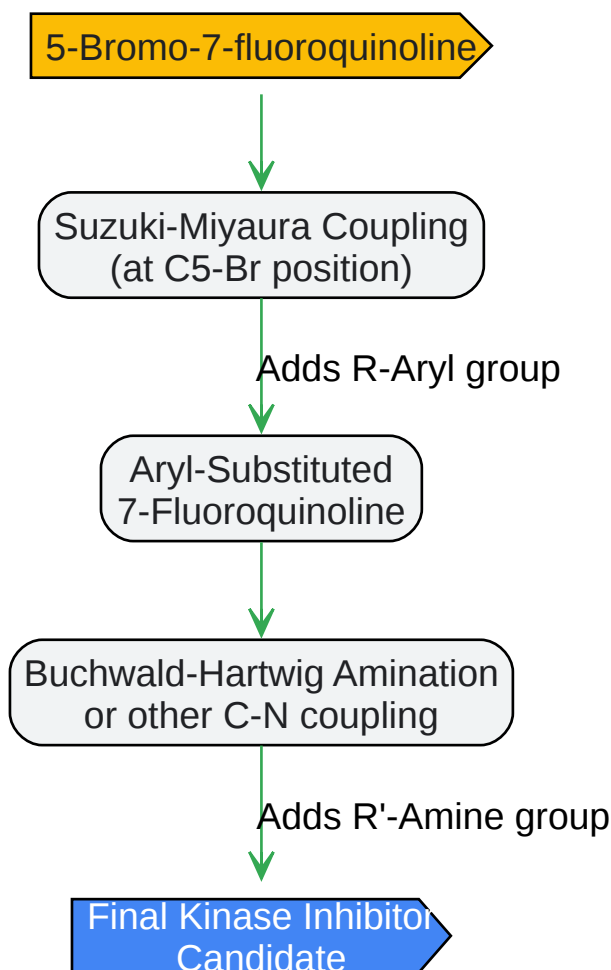 5-Bromo-7-fluoroquinoline
Suzuki-Miyaura Coupling
(at C5-Br position)
Adds R-Aryl group
Aryl-Substituted
7-Fluoroquinoline
Buchwald-Hartwig Amination
or other C-N coupling
Adds R'-Amine group
Final Kinase Inhibitor
Candidate